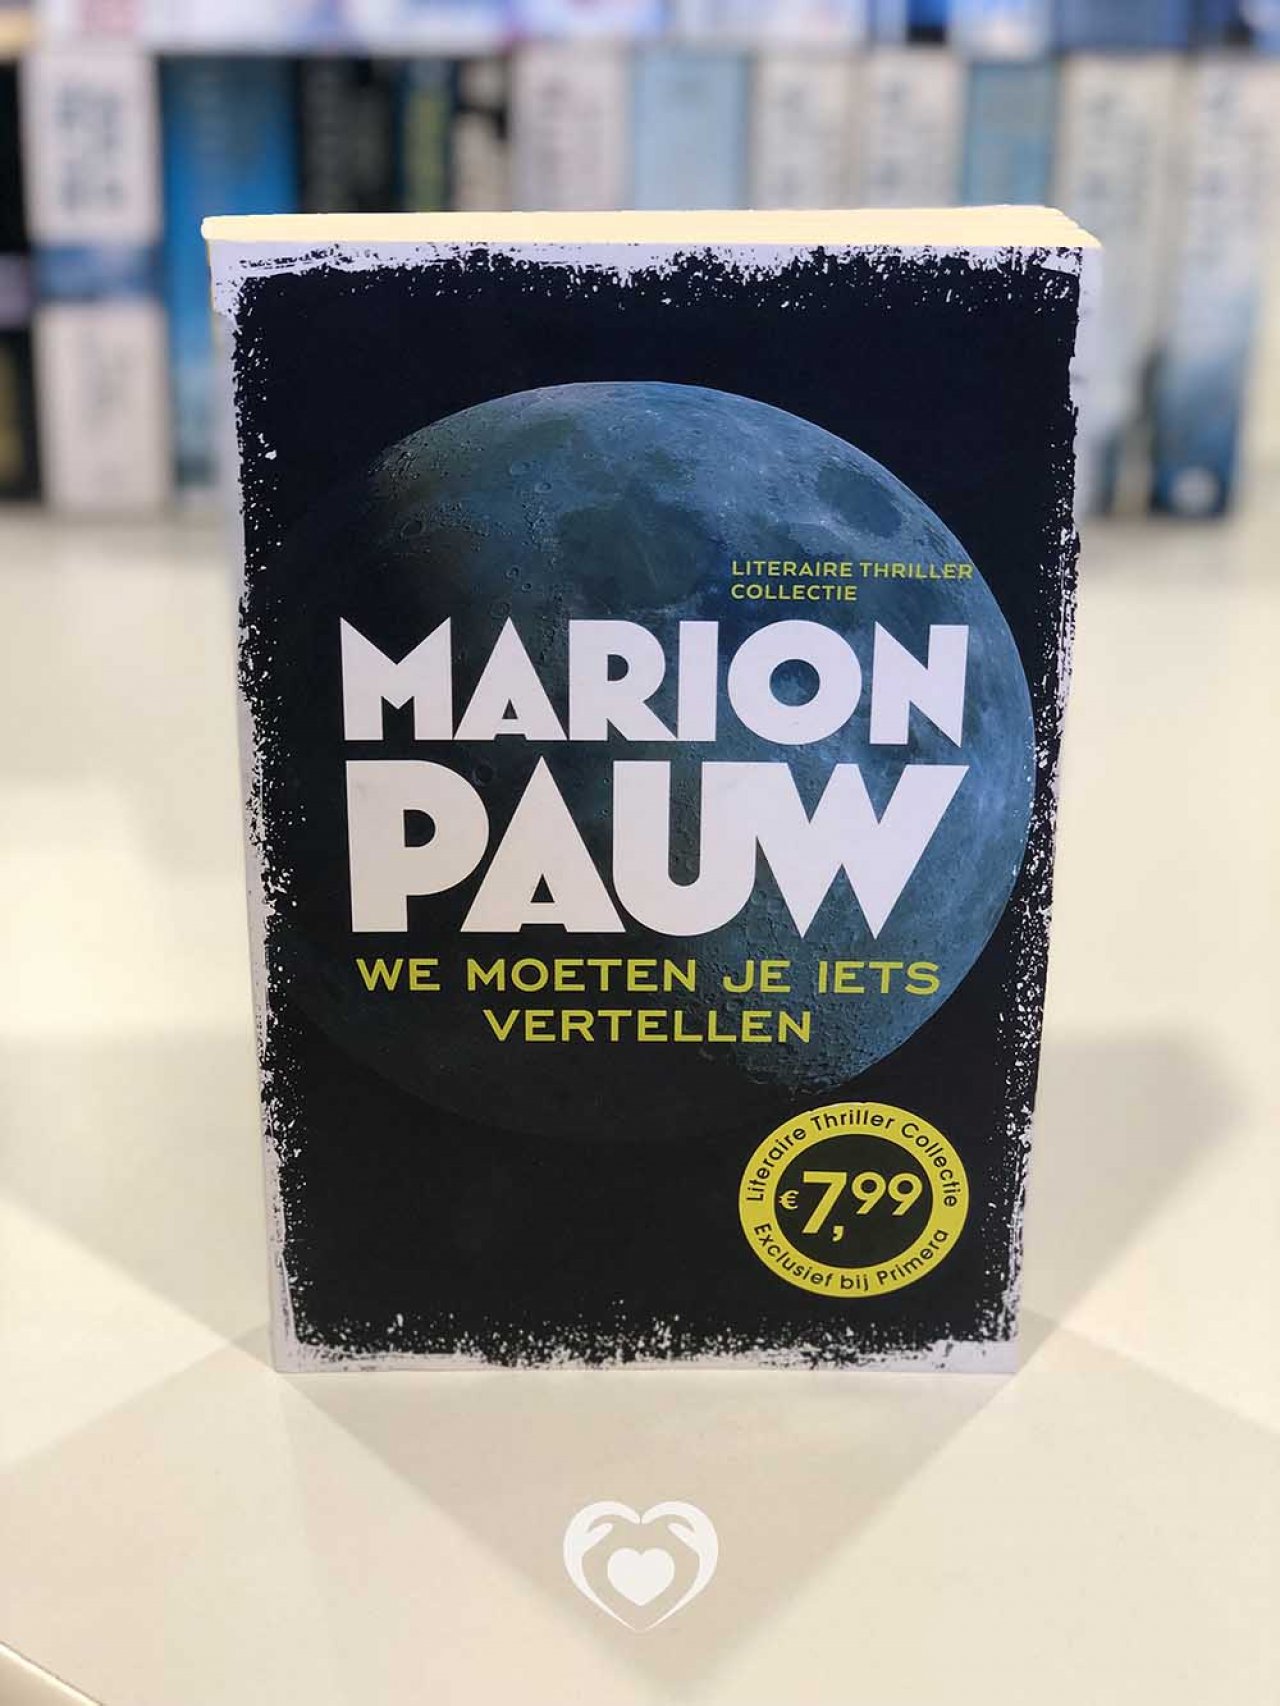 LITERAIRE THRILLER
COLLECTIE
MARION
PAUW
WE MOETEN JE IETS
VERTELLEN
Literaire Thriller Collectie
€7,99
Exclusief bij Primera